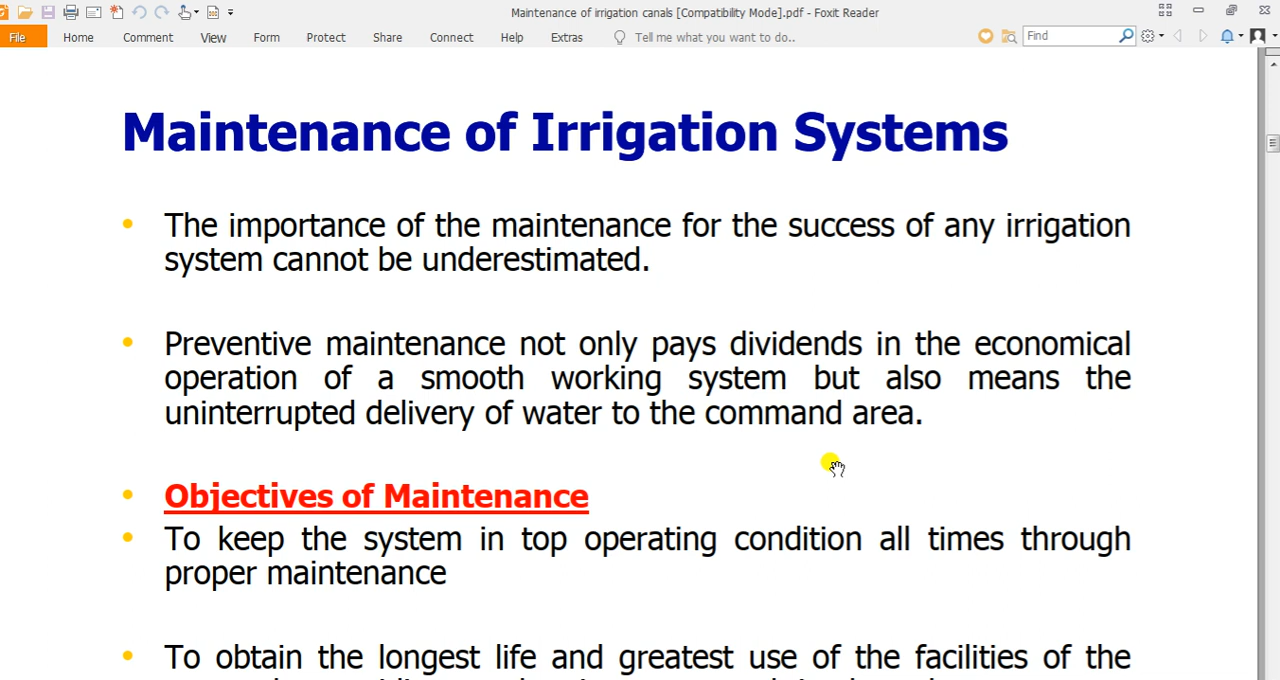 Maintenance of irrigation canals [Compatibility Mode].pdf - Foxit Reader
File Home Comment View Form Protect Share Connect Help Extras Tell me what you want to do.. Find
Maintenance of Irrigation Systems
• The importance of the maintenance for the success of any irrigation
system cannot be underestimated.
• Preventive maintenance not only pays dividends in the economical
operation of a smooth working system but also means the
uninterrupted delivery of water to the command area.
• Objectives of Maintenance
• To keep the system in top operating condition all times through
proper maintenance
• To obtain the longest life and greatest use of the facilities of the